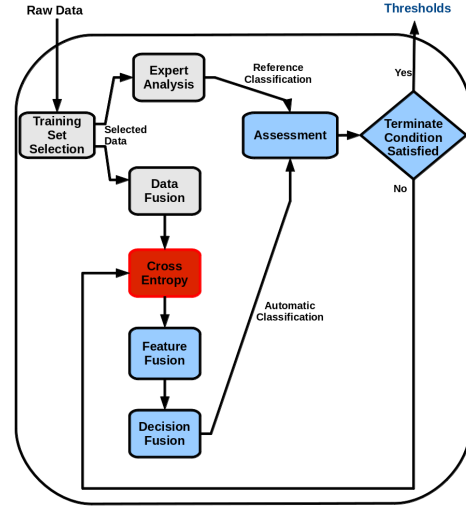 Raw Data
Thresholds
Expert
Analysis
Reference
Classification
Yes
Training
Set
Selection
Selected
Data
Assessment
Terminate
Condition
Satisfied
Data
Fusion
No
Cross
Entropy
Automatic
Classification
Feature
Fusion
Decision
Fusion